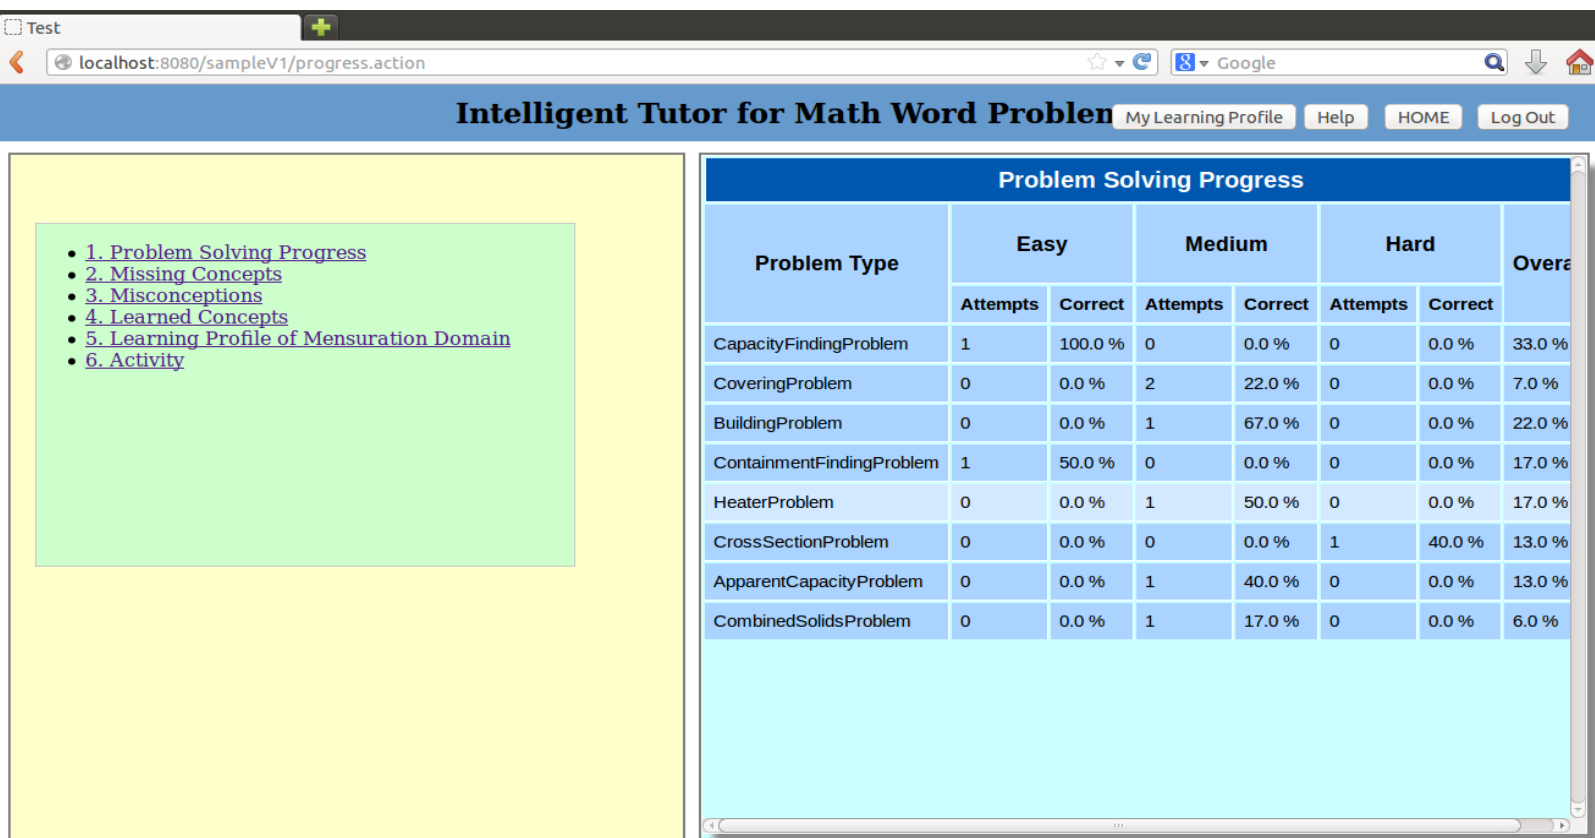 Test
localhost:8080/sampleV1/progress.action
8
Google
Intelligent Tutor for Math Word Problem
My Learning Profile
Help
HOME
Log Out
1. Problem Solving Progress
2. Missing Concepts
3. Misconceptions
4. Learned Concepts
5. Learning Profile of Mensuration Domain
6. Activity
Problem Solving Progress
Problem Type Easy Medium Hard Overa
Attempts Correct Attempts Correct Attempts Correct
CapacityFindingProblem 1 100.0 % 0 0.0 % 0 0.0 % 33.0 %
CoveringProblem 0 0.0 % 2 22.0 % 0 0.0 % 7.0 %
BuildingProblem 0 0.0 % 1 67.0 % 0 0.0 % 22.0 %
ContainmentFindingProblem 1 50.0 % 0 0.0 % 0 0.0 % 17.0 %
HeaterProblem 0 0.0 % 1 50.0 % 0 0.0 % 17.0 %
CrossSectionProblem 0 0.0 % 0 0.0 % 1 40.0 % 13.0 %
ApparentCapacityProblem 0 0.0 % 1 40.0 % 0 0.0 % 13.0 %
CombinedSolidsProblem 0 0.0 % 1 17.0 % 0 0.0 % 6.0 %